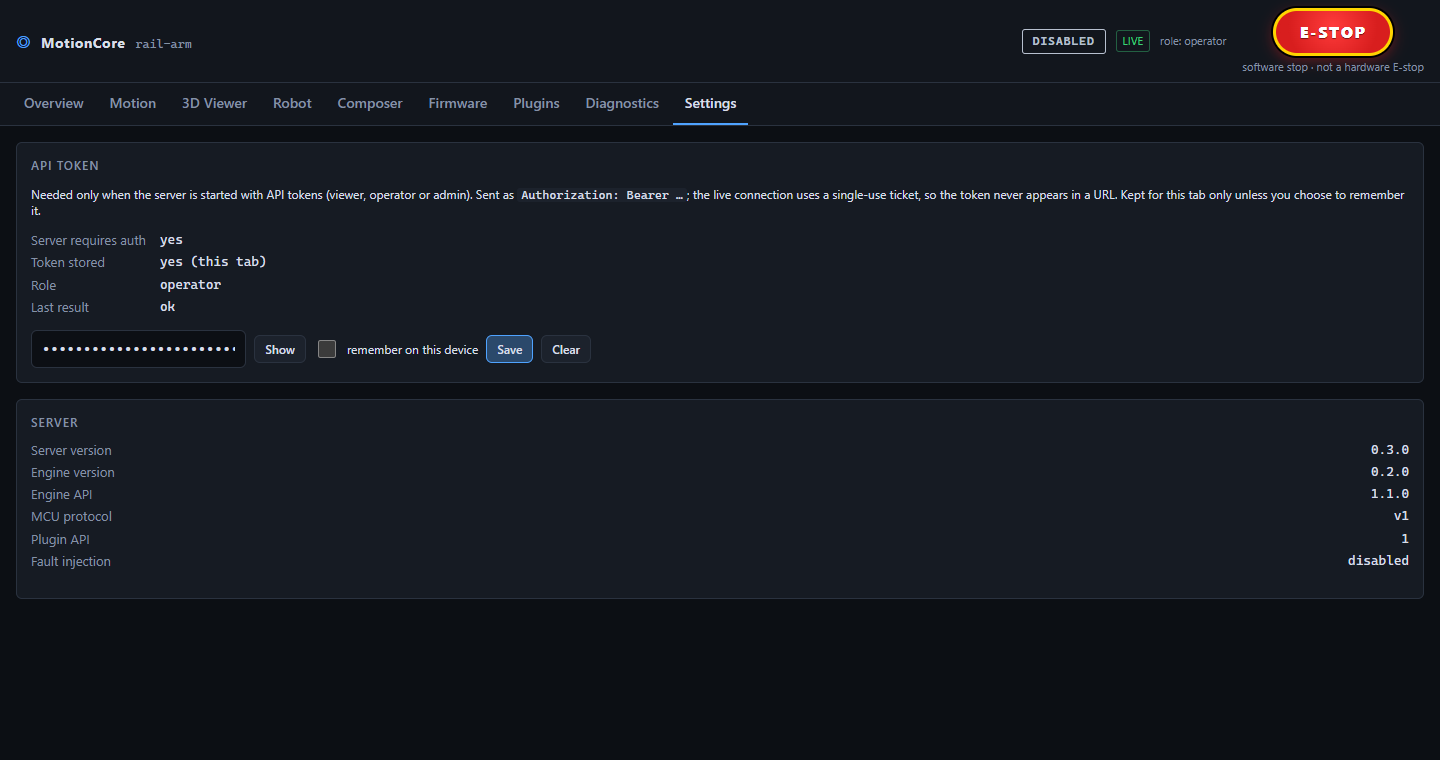 MotionCore rail-arm
DISABLED LIVE role: operator E-STOP
software stop · not a hardware E-stop
Overview Motion 3D Viewer Robot Composer Firmware Plugins Diagnostics Settings
API TOKEN
Needed only when the server is started with API tokens (viewer, operator or admin). Sent as Authorization: Bearer … ; the live connection uses a single-use ticket, so the token never appears in a URL. Kept for this tab only unless you choose to remember
it.
Server requires auth yes
Token stored yes (this tab)
Role operator
Last result ok
Show remember on this device Save Clear
SERVER
Server version 0.3.0
Engine version 0.2.0
Engine API 1.1.0
MCU protocol v1
Plugin API 1
Fault injection disabled